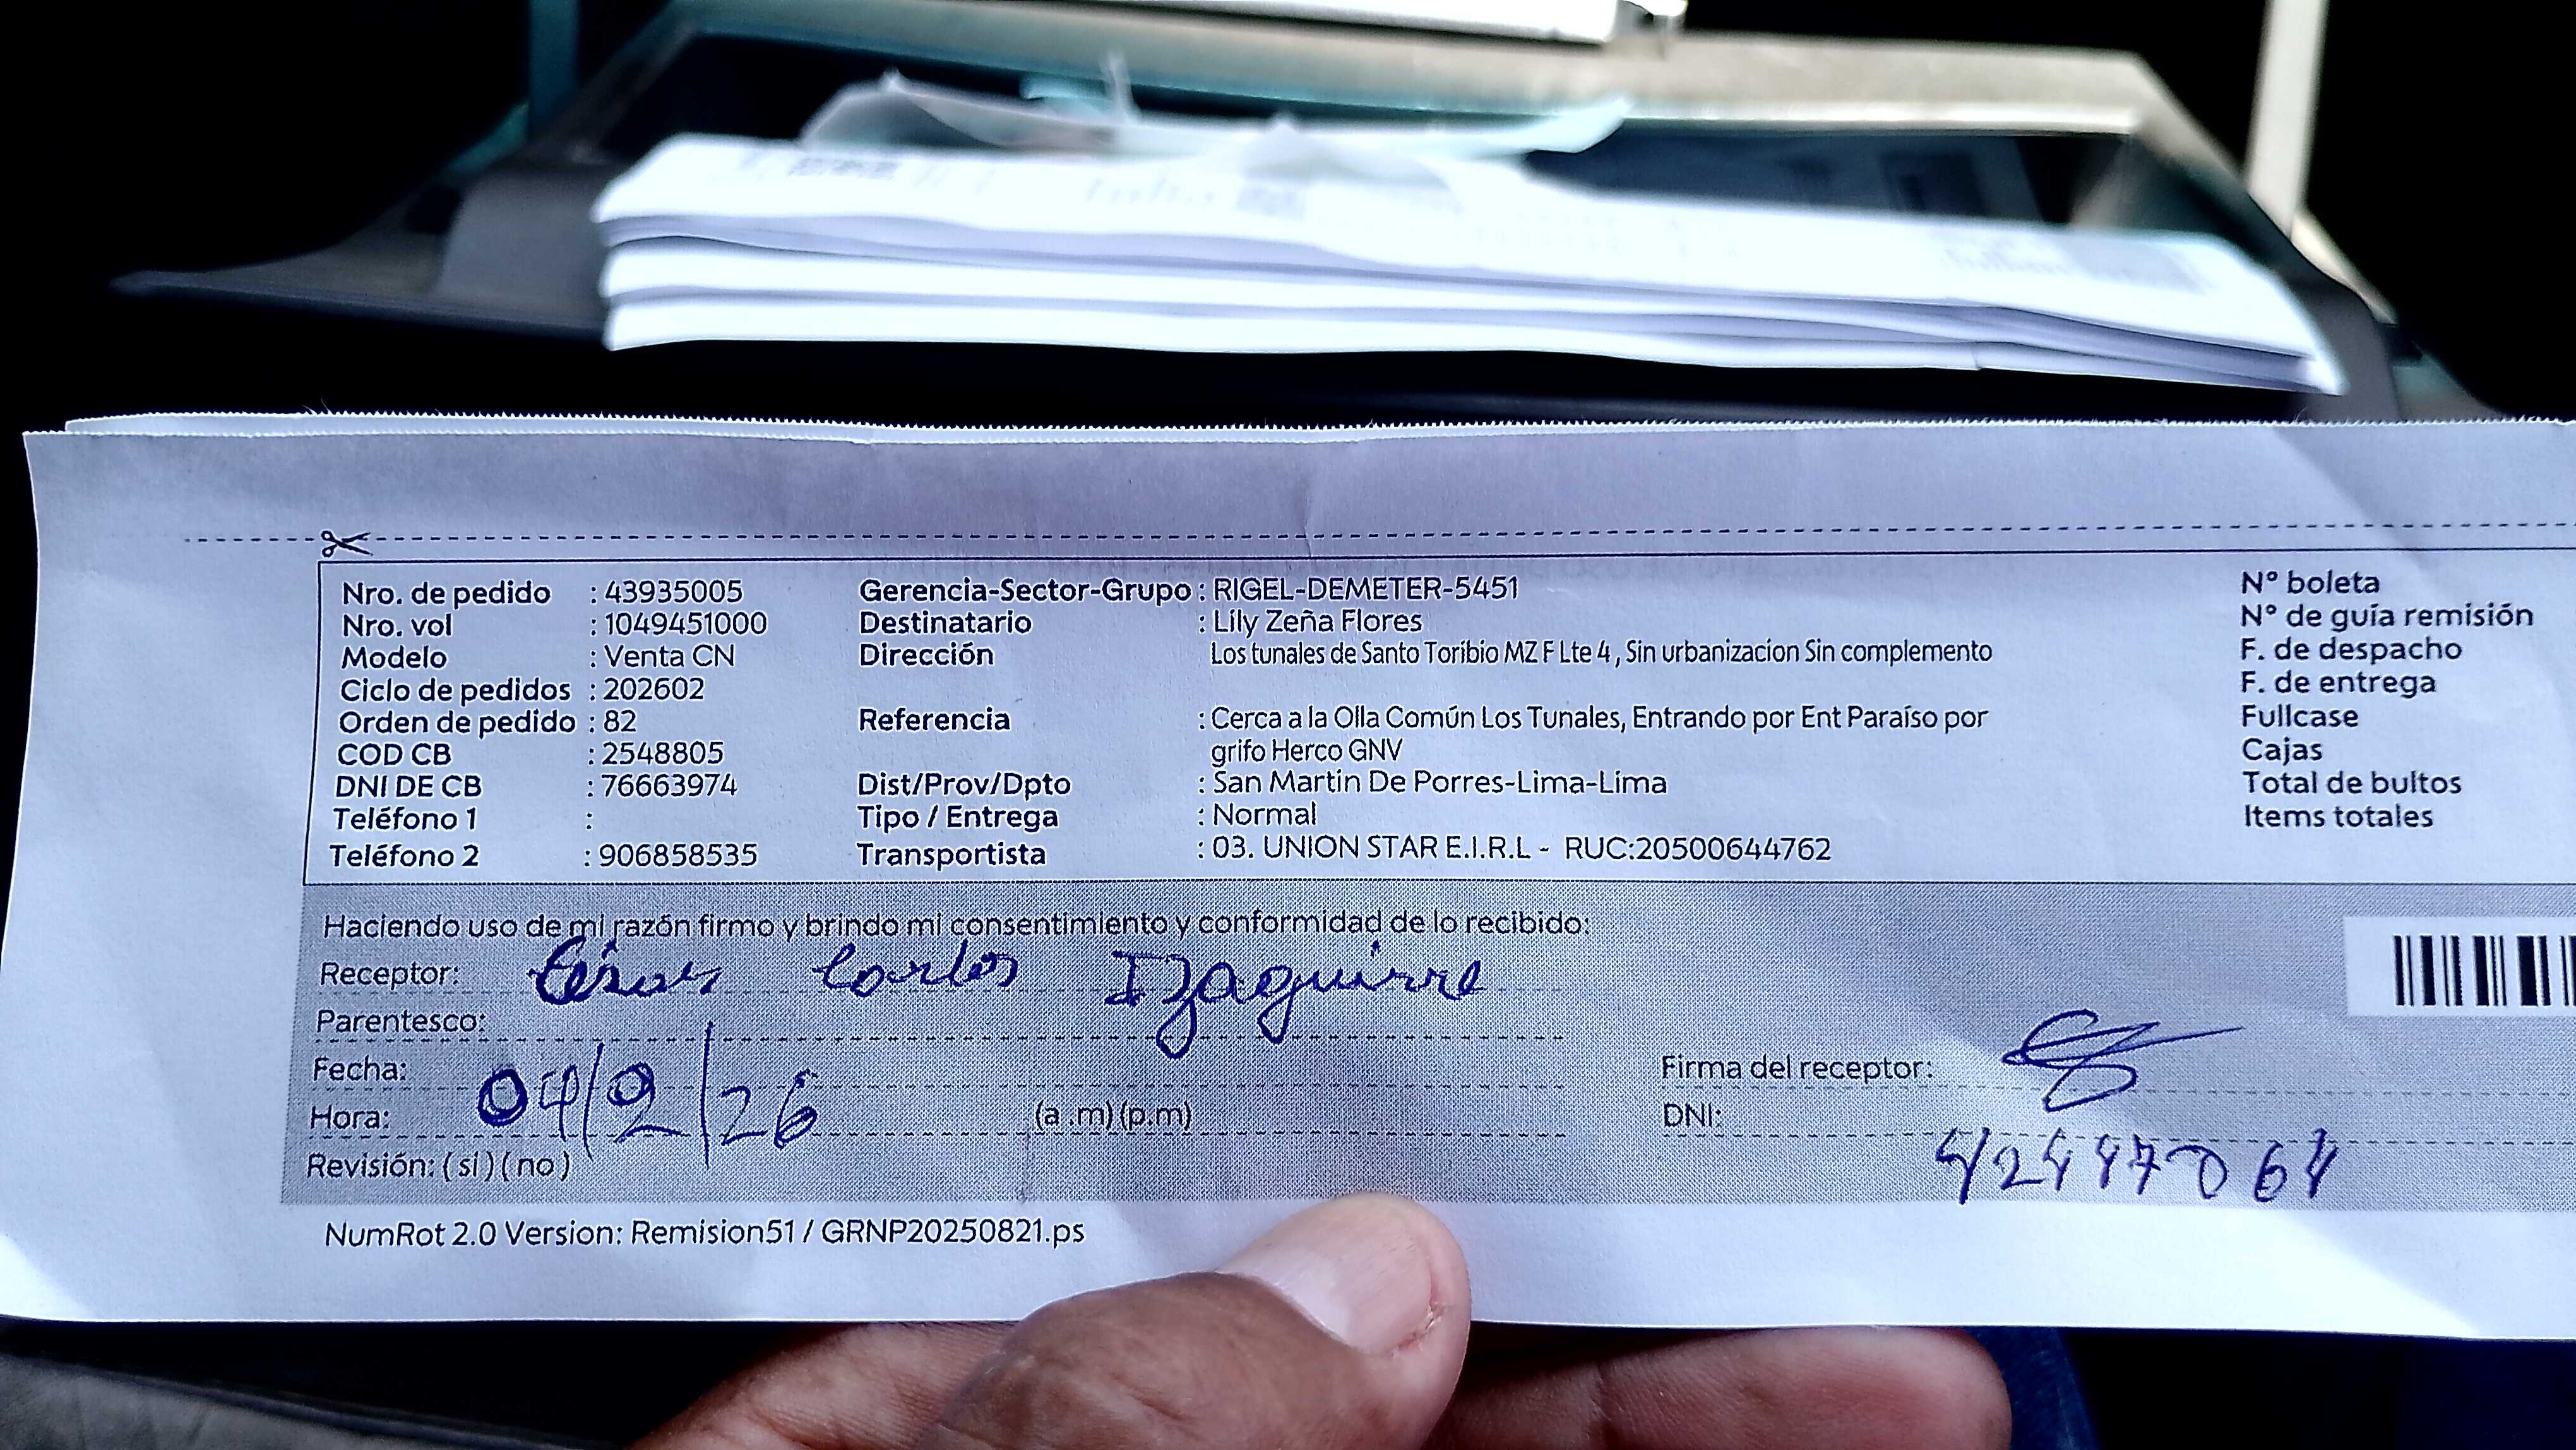 Nro. de pedido : 43935005
Nro. vol : 1049451000
Modelo : Venta CN
Ciclo de pedidos : 202602
Orden de pedido : 82
COD CB : 2548805
DNI DE CB : 76663974
Teléfono 1 :
Teléfono 2 : 906858535
Gerencia-Sector-Grupo : RIGEL-DEMETER-5451
Destinatario : Lily Zeña Flores
Dirección Los tunales de Santo Toribio MZ F Lte 4 , Sin urbanizacion Sin complemento
Referencia : Cerca a la Olla Común Los Tunales, Entrando por Ent Paraíso por
grifo Herco GNV
Dist/Prov/Dpto : San Martin De Porres-Lima-Lima
Tipo / Entrega : Normal
Transportista : 03. UNION STAR E.I.R.L - RUC:20500644762
N° boleta
N° de guía remisión
F. de despacho
F. de entrega
Fullcase
Cajas
Total de bultos
Items totales
Haciendo uso de mi razón firmo y brindo mi consentimiento y conformidad de lo recibido:
Receptor: Carlos Izaguirre
Parentesco:
Fecha: 04/2/26
Hora: (a .m) (p.m)
Revisión: (si) (no)
Firma del receptor:
DNI:
NumRot 2.0 Version: Remision51 / GRNP20250821.ps